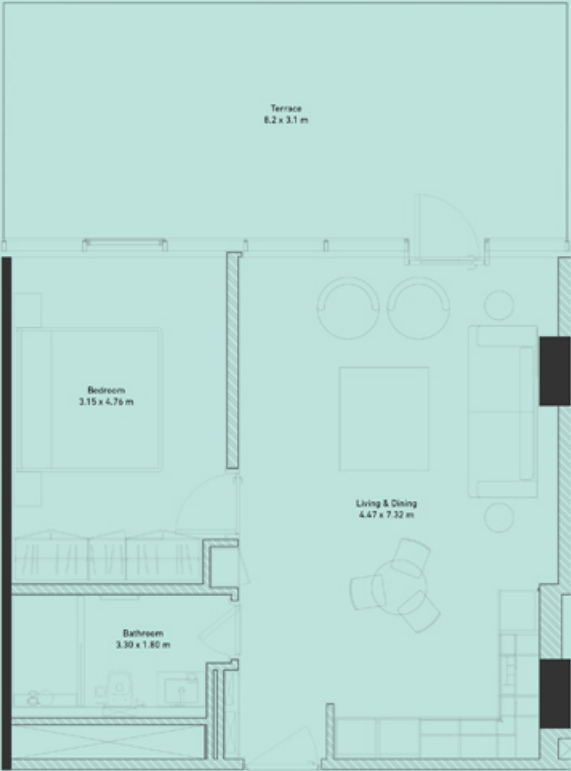 Terrace
8.2 x 3.1 m
Bedroom
3.15 x 4.76 m
Living & Dining
4.47 x 7.32 m
Bathroom
3.30 x 1.80 m